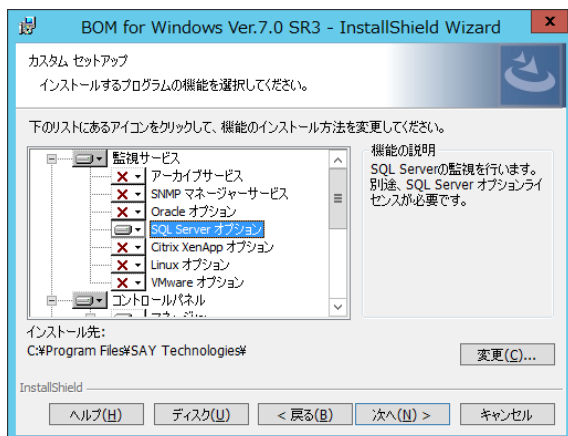 BOM for Windows Ver.7.0 SR3 - InstallShield Wizard
カスタム セットアップ
インストールするプログラムの機能を選択してください。
下のリストにあるアイコンをクリックして、機能のインストール方法を変更してください。
監視サービス
アーカイブサービス
SNMP マネージャーサービス
Oracle オプション
SQL Server オプション
Citrix XenApp オプション
Linux オプション
VMware オプション
コントロールパネル
機能の説明
SQL Serverの監視を行います。
別途、SQL Server オプションライ
センスが必要です。
インストール先:
C:¥Program Files¥SAY Technologies¥
変更(C)...
InstallShield
ヘルプ(H)
ディスク(U)
< 戻る(B)
次へ(N) >
キャンセル